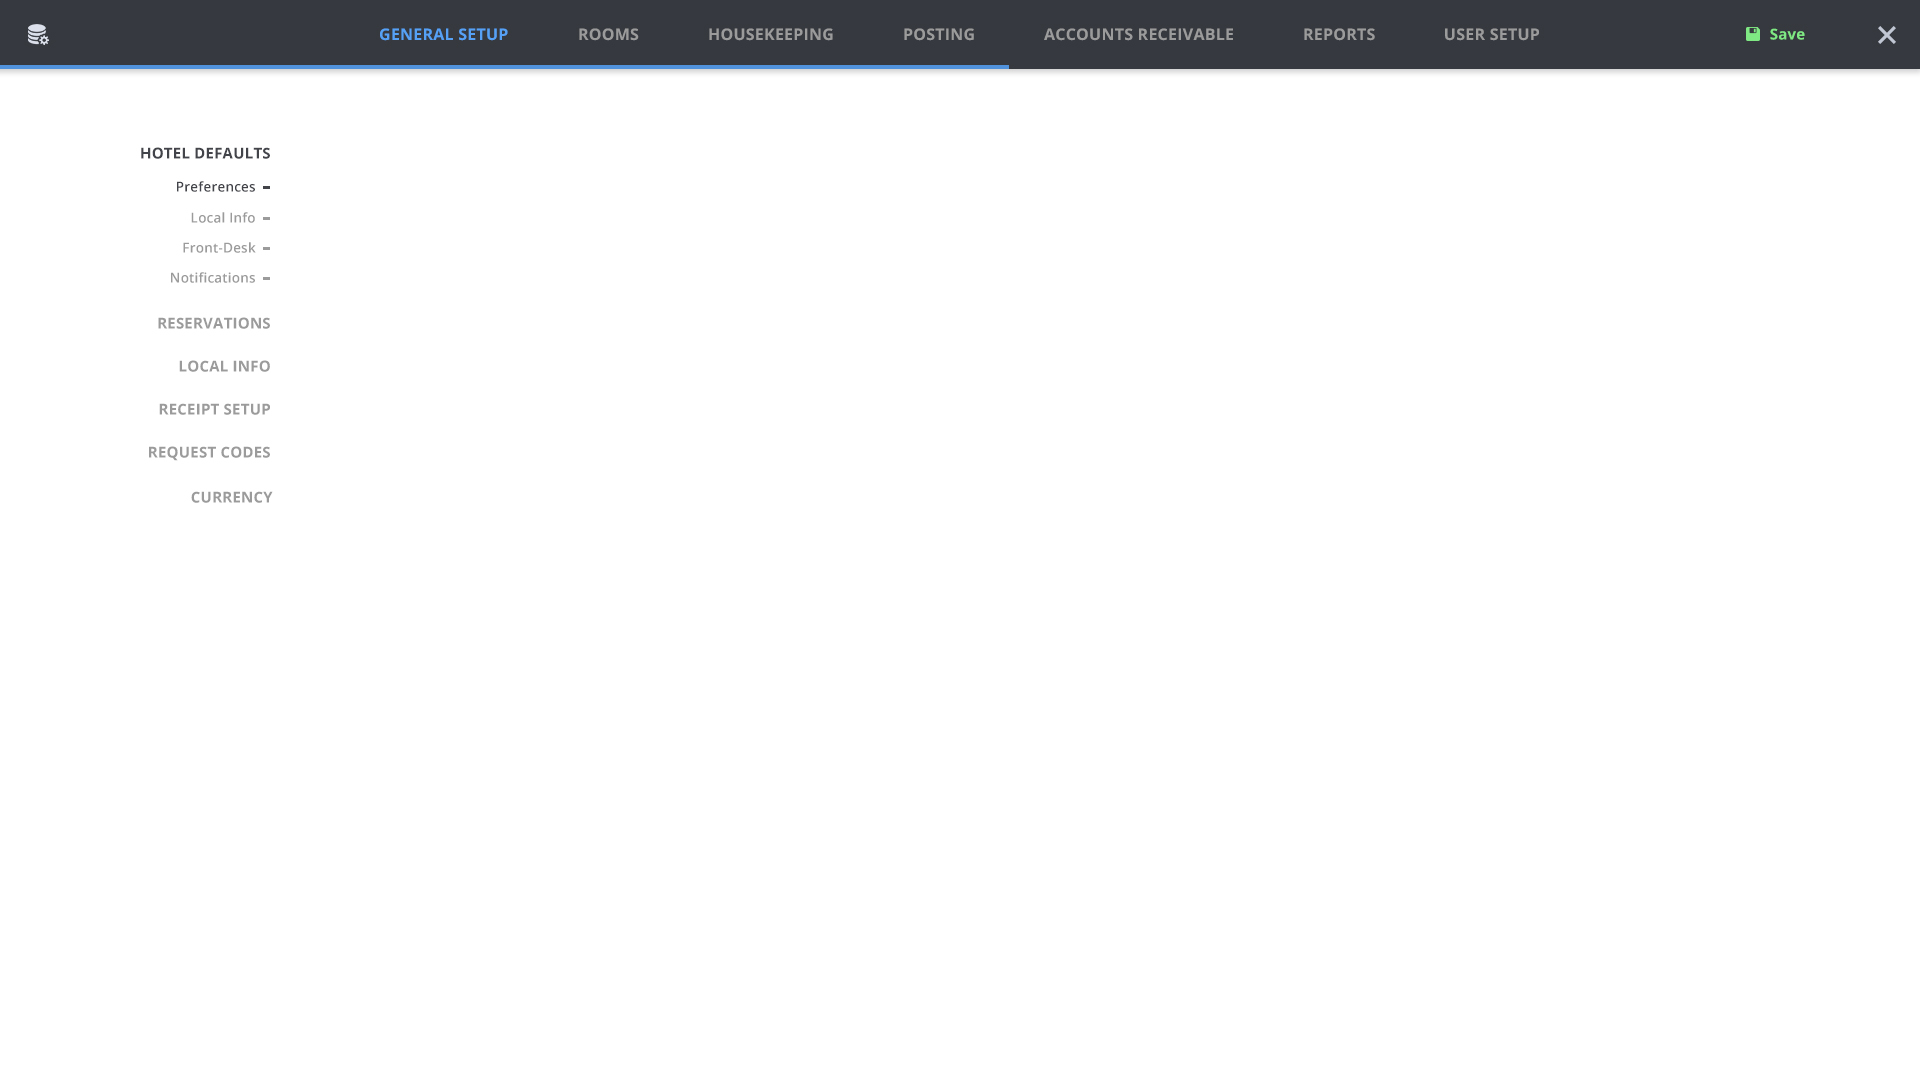 GENERAL SETUP ROOMS HOUSEKEEPING POSTING ACCOUNTS RECEIVABLE REPORTS USER SETUP Save
HOTEL DEFAULTS
Preferences
Local Info
Front-Desk
Notifications
RESERVATIONS
LOCAL INFO
RECEIPT SETUP
REQUEST CODES
CURRENCY